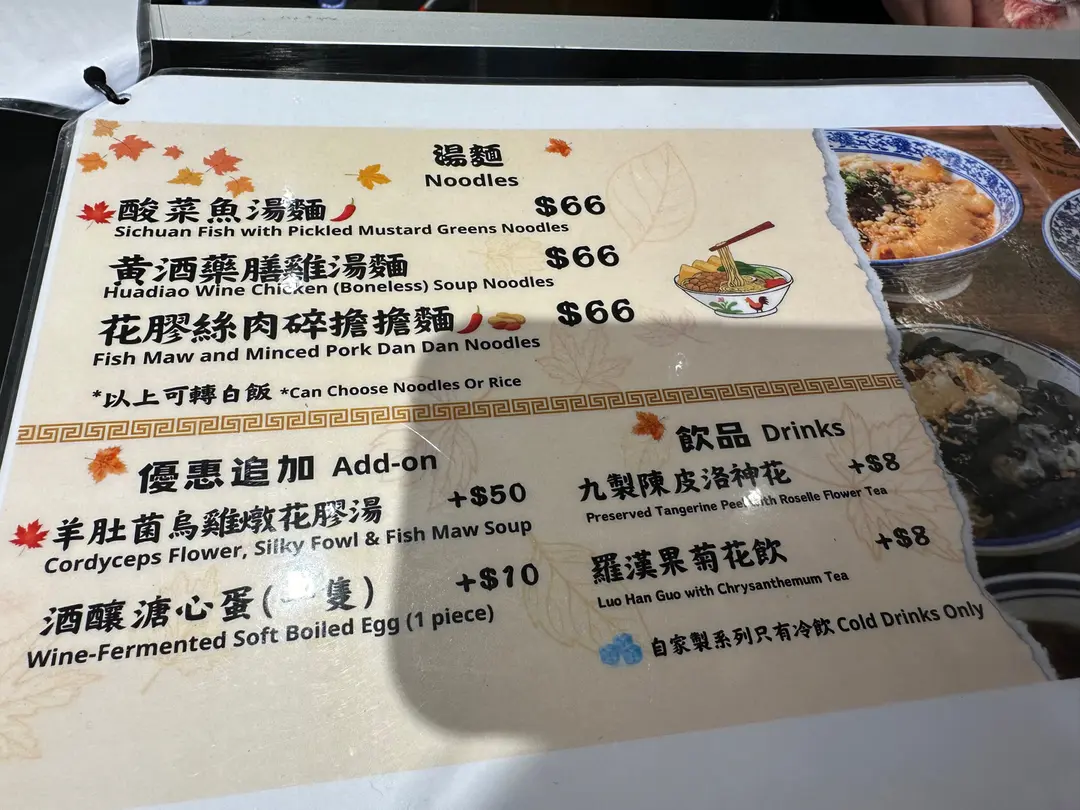 湯麵
Noodles
酸菜魚湯麵 $66
Sichuan Fish with Pickled Mustard Greens Noodles
黃酒藥膳雞湯麵 $66
Huadiao Wine Chicken (Boneless) Soup Noodles
花膠絲肉碎擔擔麵 $66
Fish Maw and Minced Pork Dan Dan Noodles
*以上可轉白飯 *Can Choose Noodles Or Rice
優惠追加 Add-on
羊肚菌烏雞燉花膠湯 +$50
Cordyceps Flower, Silky Fowl & Fish Maw Soup
酒釀溏心蛋(一隻) +$10
Wine-Fermented Soft Boiled Egg (1 piece)
飲品 Drinks
九製陳皮洛神花 +$8
Preserved Tangerine Peel with Roselle Flower Tea
羅漢果菊花飲 +$8
Luo Han Guo with Chrysanthemum Tea
自家製系列只有冷飲 Cold Drinks Only